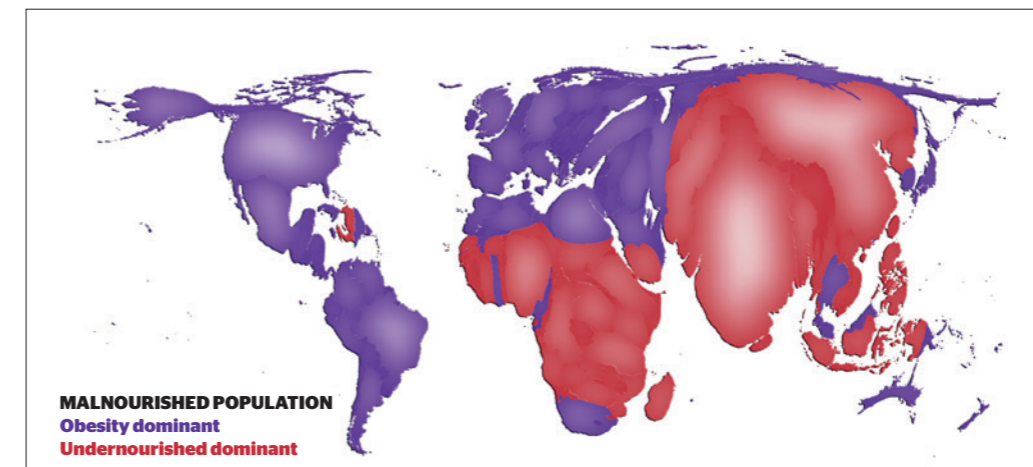 MALNOURISHED POPULATION
Obesity dominant
Undernourished dominant